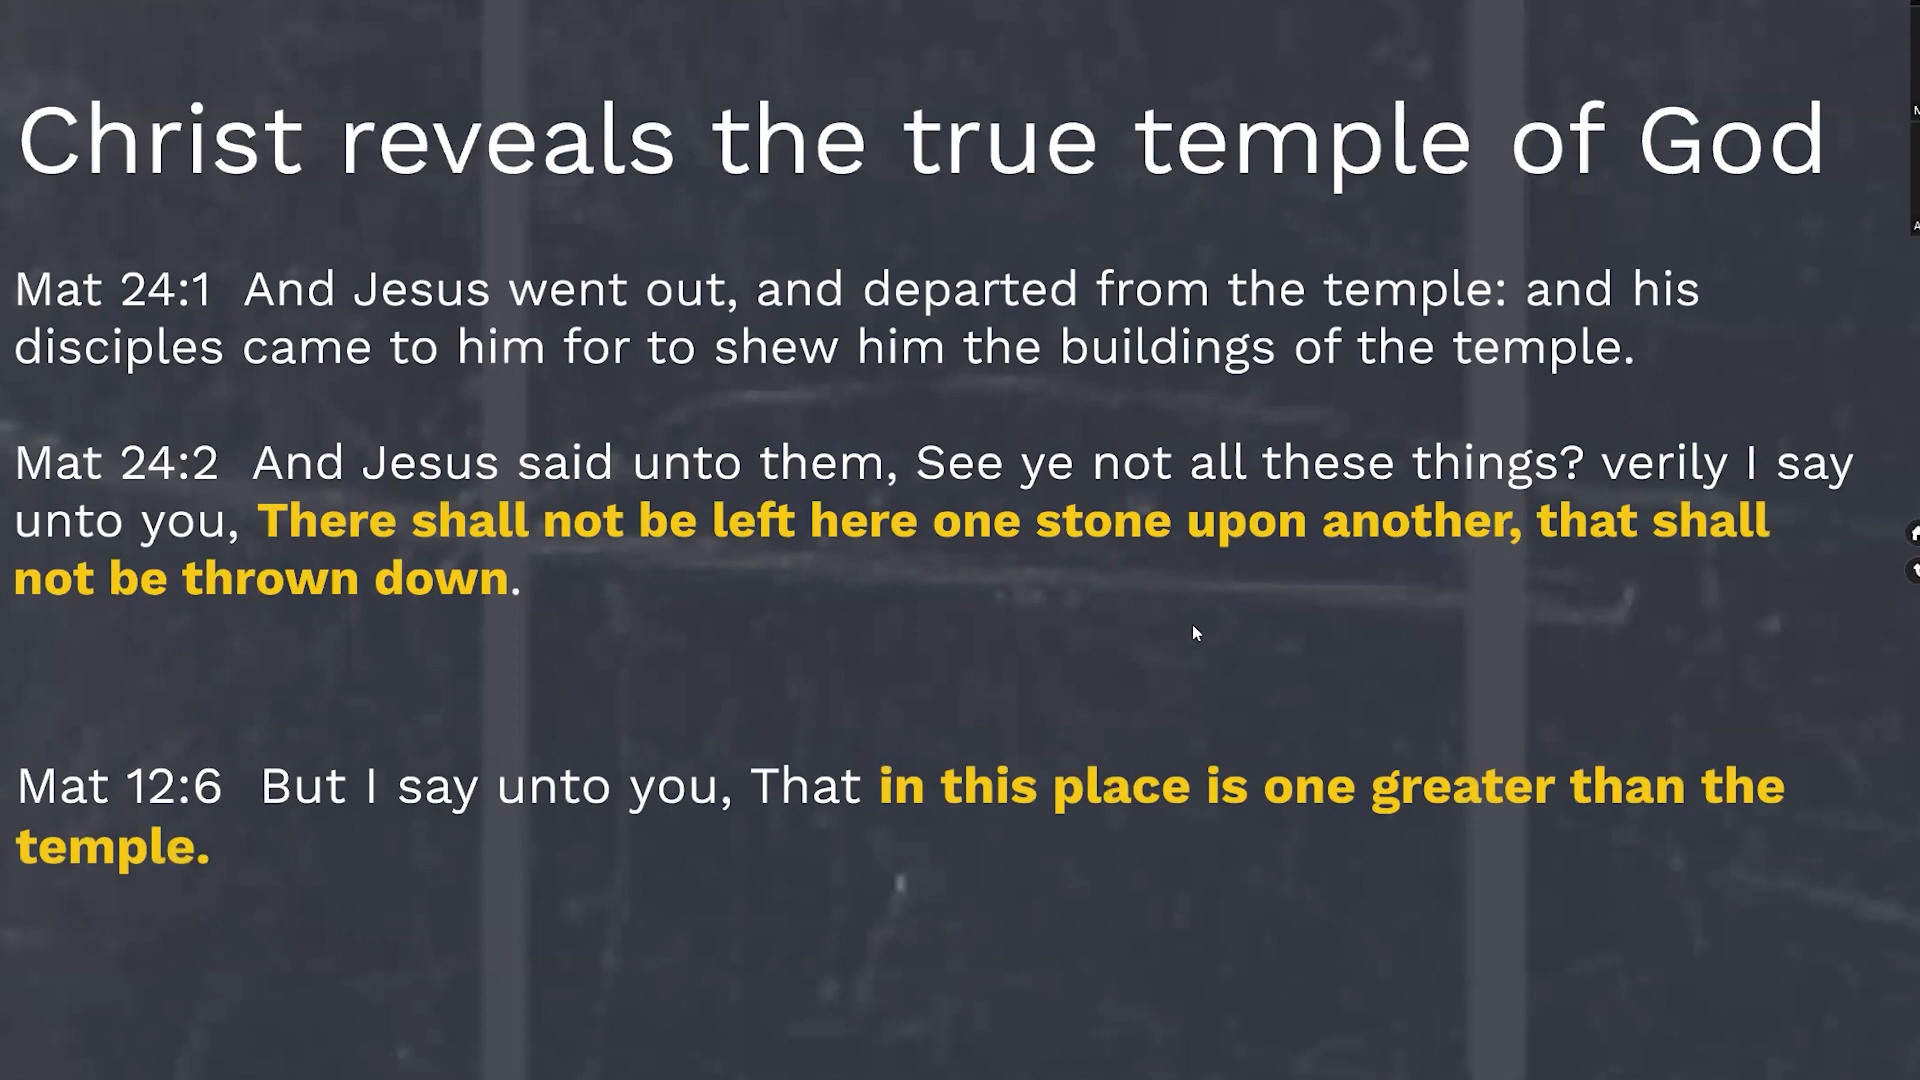 Christ reveals the true temple of God
Mat 24:1  And Jesus went out, and departed from the temple: and his
disciples came to him for to shew him the buildings of the temple.
Mat 24:2  And Jesus said unto them, See ye not all these things? verily I say
unto you, There shall not be left here one stone upon another, that shall
not be thrown down.
Mat 12:6  But I say unto you, That in this place is one greater than the
temple.